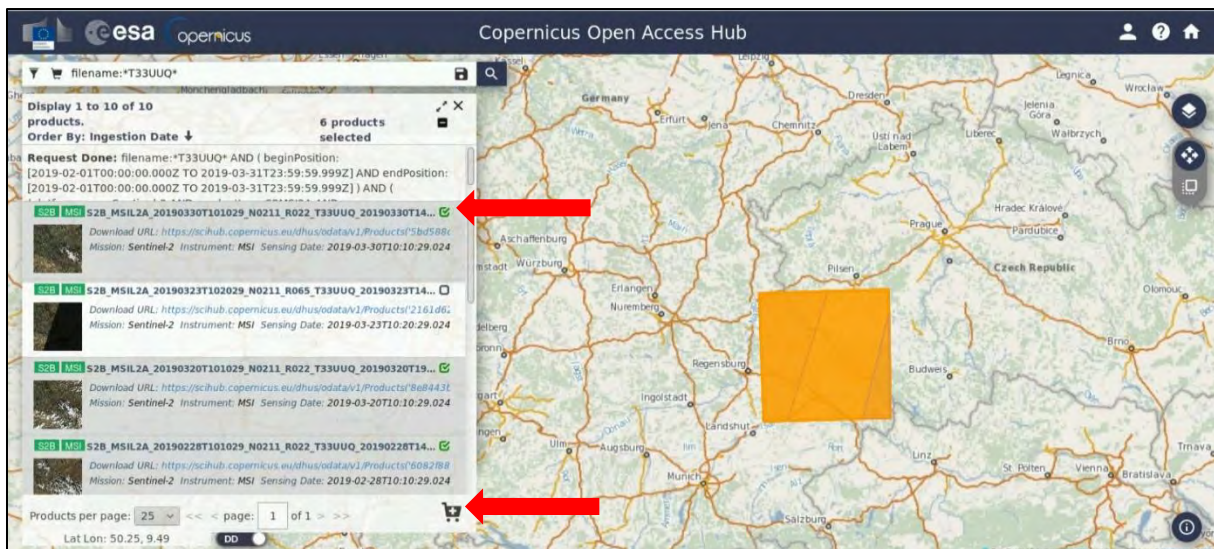 esa opernicus
Copernicus Open Access Hub
filename:*T33UUQ*
Display 1 to 10 of 10
products.
6 products
selected
Order By: Ingestion Date
Request Done: filename:*T33UUQ* AND ( beginPosition:
[2019-02-01T00:00:00.000Z TO 2019-03-31T23:59:59.999Z] AND endPosition:
[2019-02-01T00:00:00.000Z TO 2019-03-31T23:59:59.999Z] ) AND (
S2B MSI S2B_MSIL2A_20190330T101029_N0211_R022_T33UUQ_20190330T14...
Download URL: https://scihub.copernicus.eu/dhus/odata/v1/Products('5bd588c
Mission: Sentinel-2 Instrument: MSI Sensing Date: 2019-03-30T10:10:29.024
S2B MSI S2B_MSIL2A_20190323T102029_N0211_R065_T33UUQ_20190323T14...
Download URL: https://scihub.copernicus.eu/dhus/odata/v1/Products('2161d62
Mission: Sentinel-2 Instrument: MSI Sensing Date: 2019-03-23T10:20:29.024
S2B MSI S2B_MSIL2A_20190320T101029_N0211_R022_T33UUQ_20190320T19...
Download URL: https://scihub.copernicus.eu/dhus/odata/v1/Products('8e8443b
Mission: Sentinel-2 Instrument: MSI Sensing Date: 2019-03-20T10:10:29.024
S2B MSI S2B_MSIL2A_20190228T101029_N0211_R022_T33UUQ_20190228T14...
Download URL: https://scihub.copernicus.eu/dhus/odata/v1/Products('6082f88
Mission: Sentinel-2 Instrument: MSI Sensing Date: 2019-02-28T10:10:29.024
Products per page: 25 << < page: 1 of 1 > >>
Lat Lon: 50.25, 9.49 DD
Kassel
Leipzig
Mönchengladbach
Germany
Erfurt
Jena
Chemnitz
Dresden
Legnica
Wrocław
Jelenia
Góra
Wałbrzych
Ústí nad
Labem
Liberec
Werra
Hradec Králové
Prague
Pardubice
Aschaffenburg
Main
Würzburg
Pilsen
Czech Republic
Erlangen
Nuremberg
Olomouc
Brno
Regensburg
Budweis
Ingolstadt
Landshut
Ulm
Augsburg
Linz
Trnava
St. Pölten
Vienna
Bratislava
Munich
Salzburg